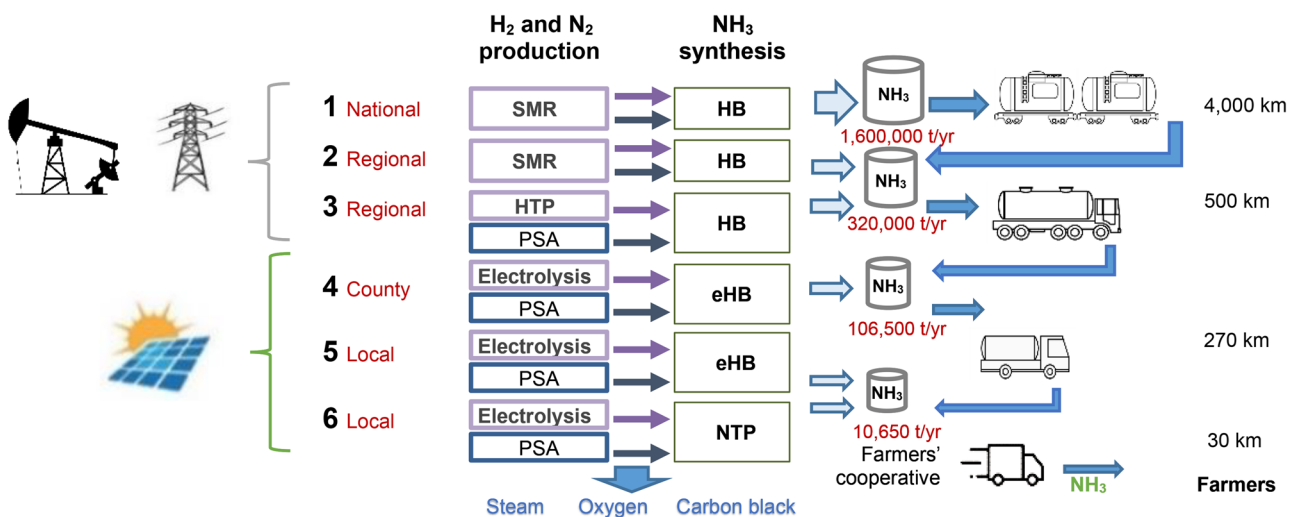 H₂ and N₂
production
NH₃
synthesis
1 National
SMR
HB
NH₃
1,600,000 t/yr
4,000 km
2 Regional
SMR
HB
NH₃
320,000 t/yr
500 km
3 Regional
HTP
PSA
HB
4 County
Electrolysis
PSA
eHB
NH₃
106,500 t/yr
270 km
5 Local
Electrolysis
PSA
eHB
NH₃
10,650 t/yr
30 km
6 Local
Electrolysis
PSA
NTP
Farmers'
cooperative
NH₃
Farmers
Steam
Oxygen
Carbon black